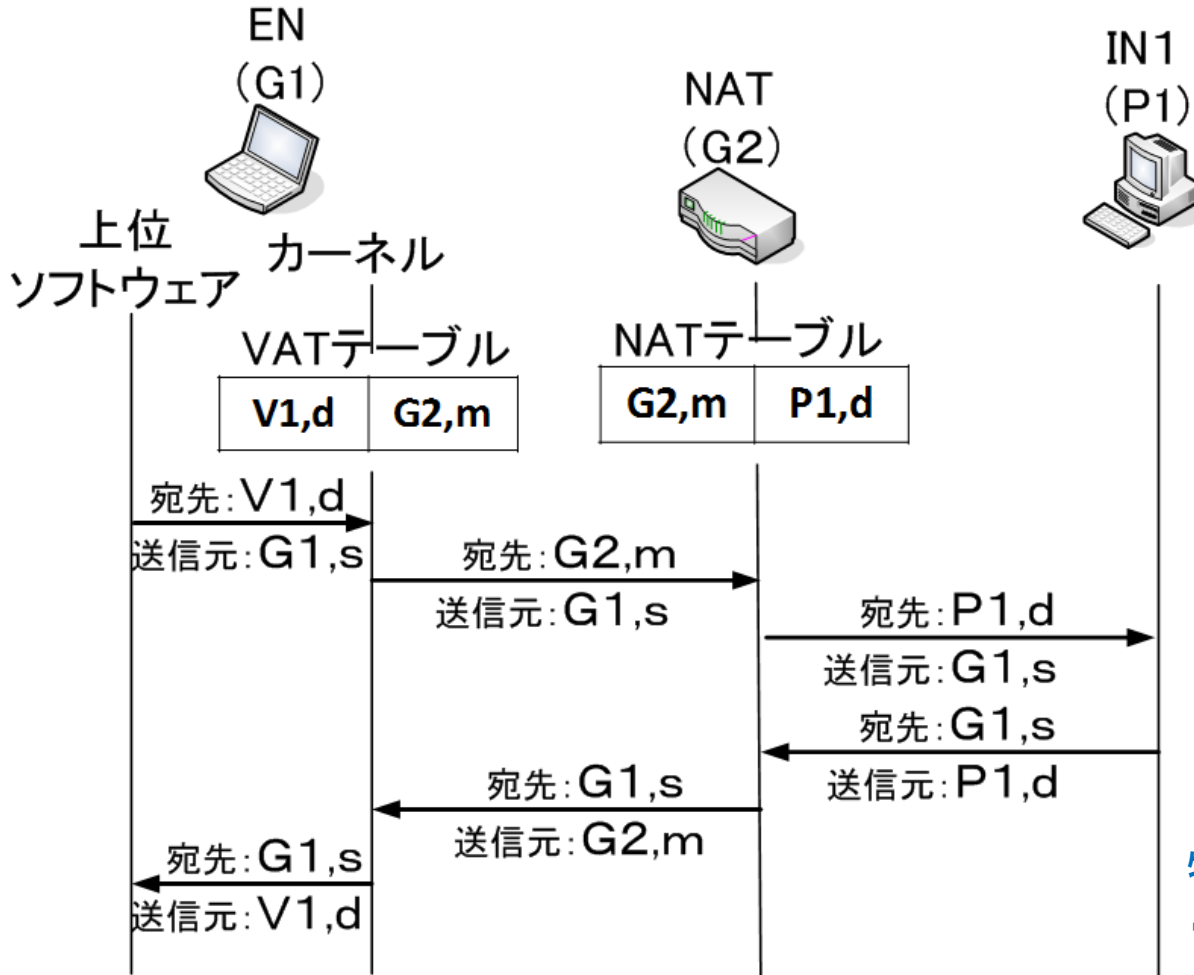 EN
(G1)
NAT
(G2)
IN1
(P1)
上位
ソフトウェア
カーネル
VATテーブル
V1,d
G2,m
NATテーブル
G2,m
P1,d
宛先:V1,d
送信元:G1,s
宛先:G2,m
送信元:G1,s
宛先:P1,d
送信元:G1,s
宛先:G1,s
送信元:P1,d
宛先:G1,s
送信元:G2,m
宛先:G1,s
送信元:V1,d